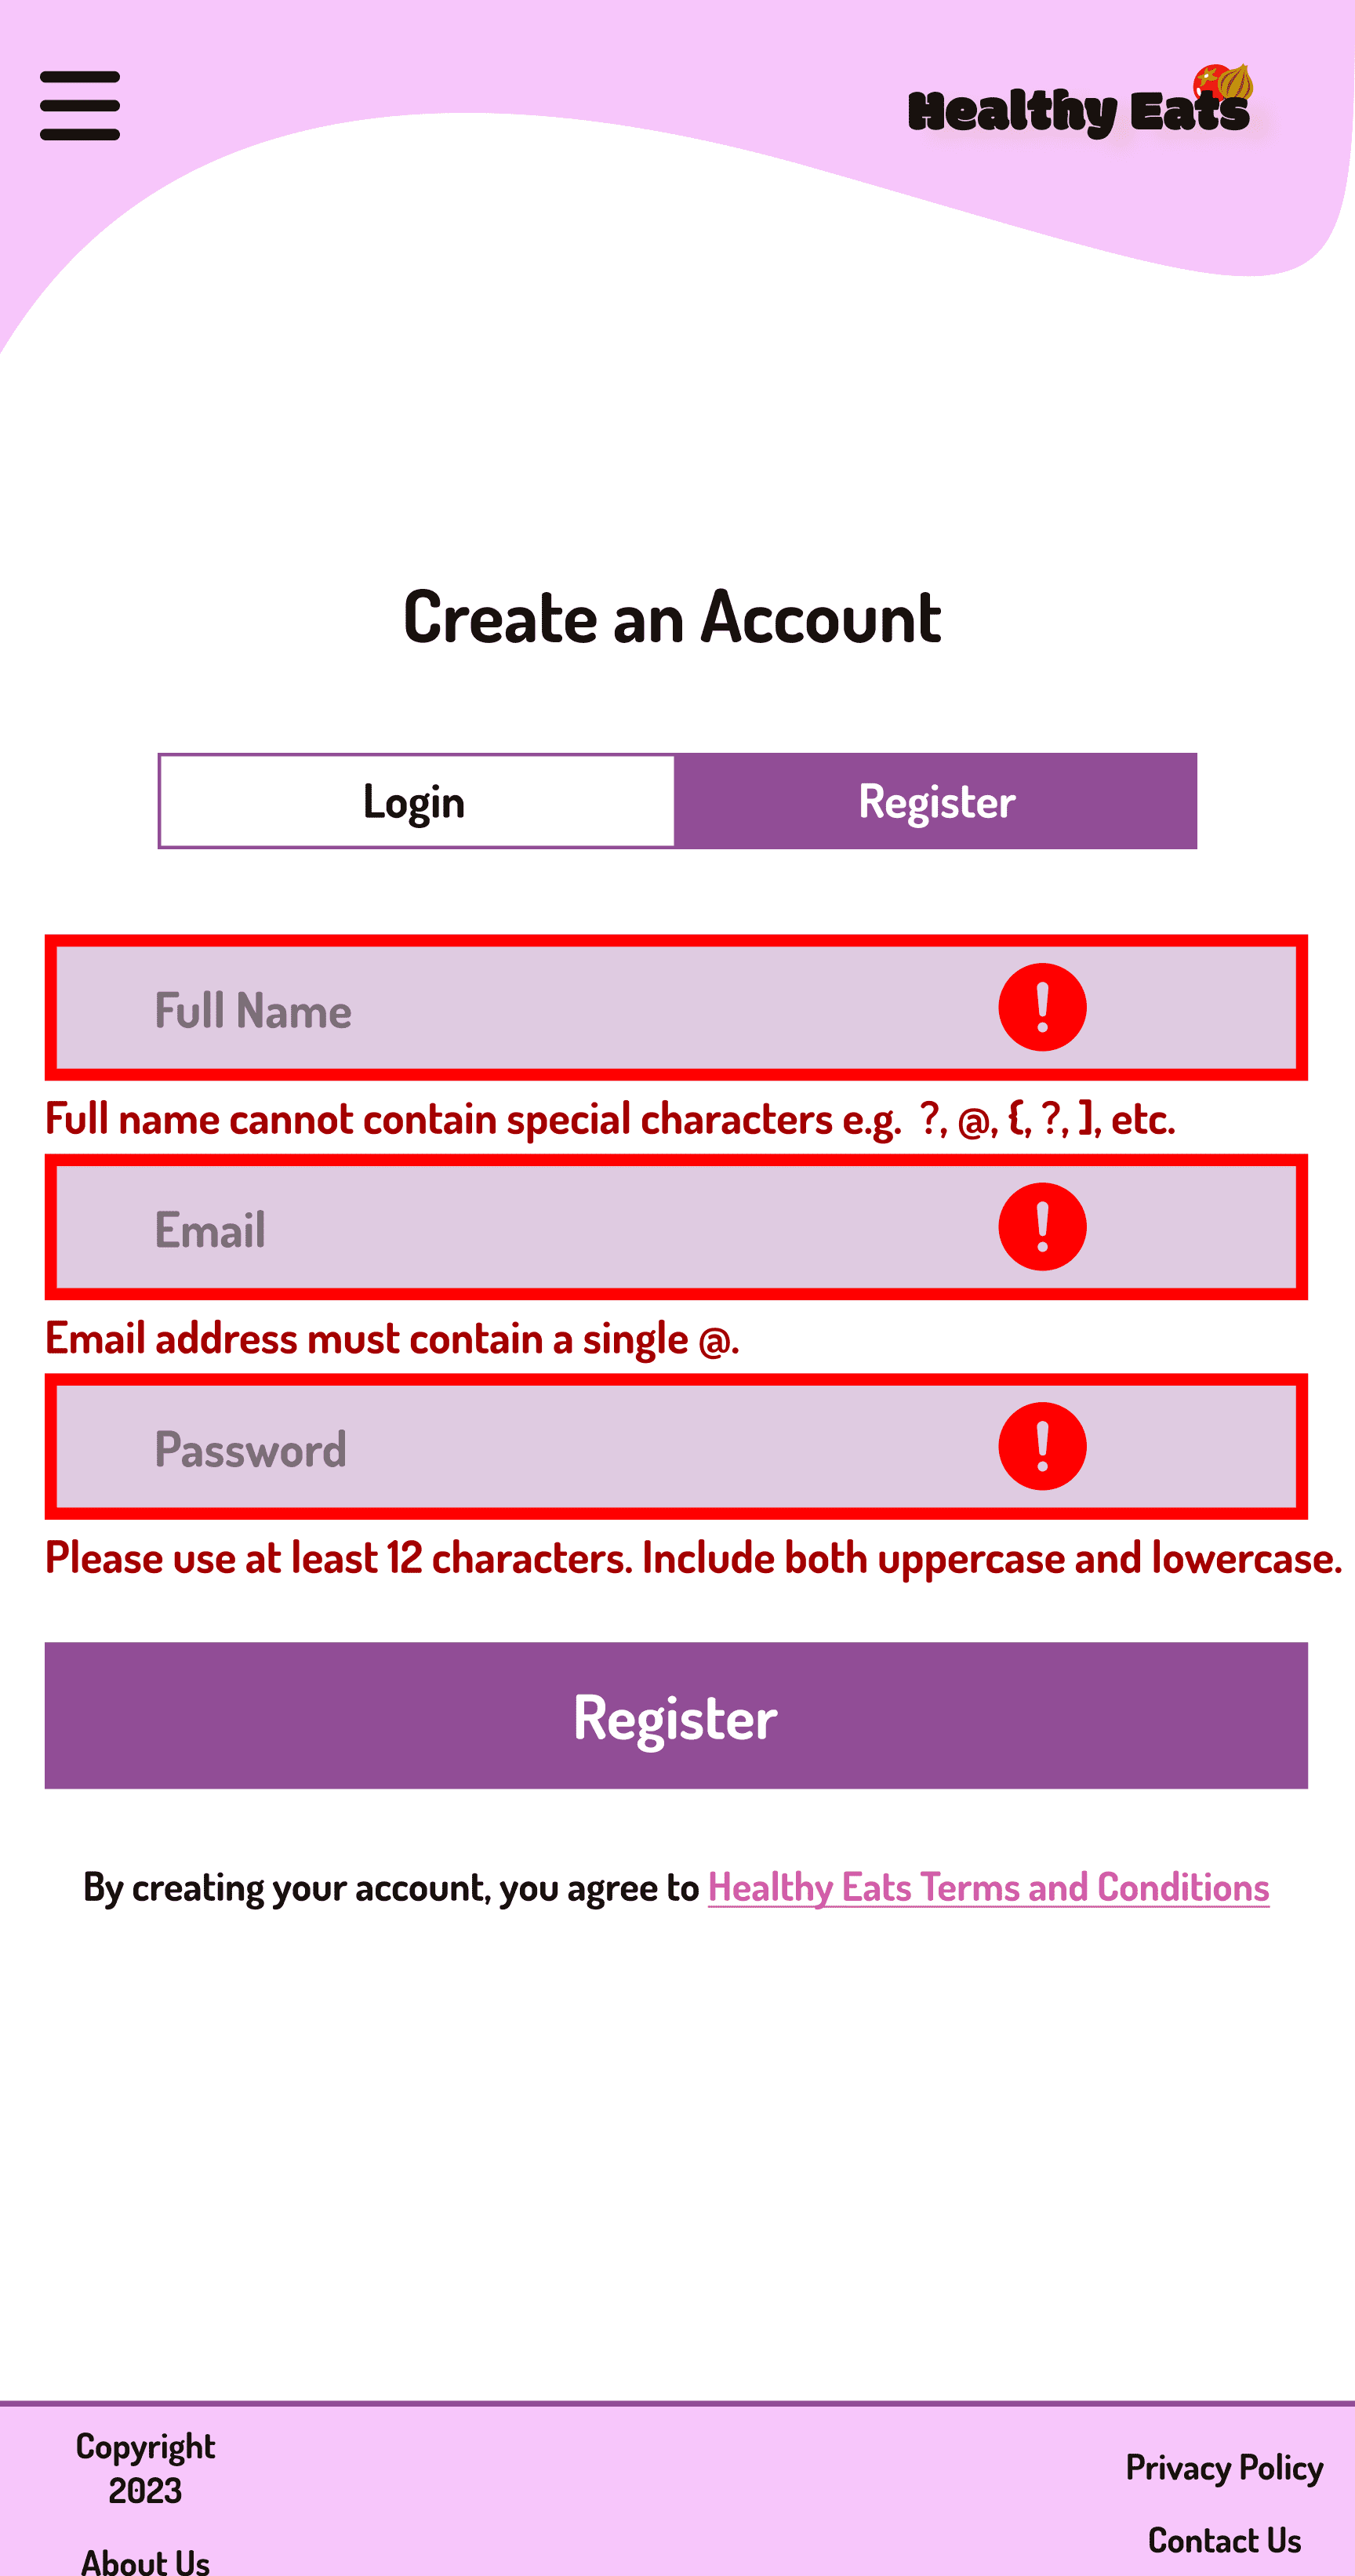 Healthy Eats
Create an Account
Login
Register
Full Name
!
Full name cannot contain special characters e.g.  ?, @, {, ?, ], etc.
Email
!
Email address must contain a single @.
Password
!
Please use at least 12 characters. Include both uppercase and lowercase.
Register
By creating your account, you agree to Healthy Eats Terms and Conditions
Copyright
2023
About Us
Privacy Policy
Contact Us